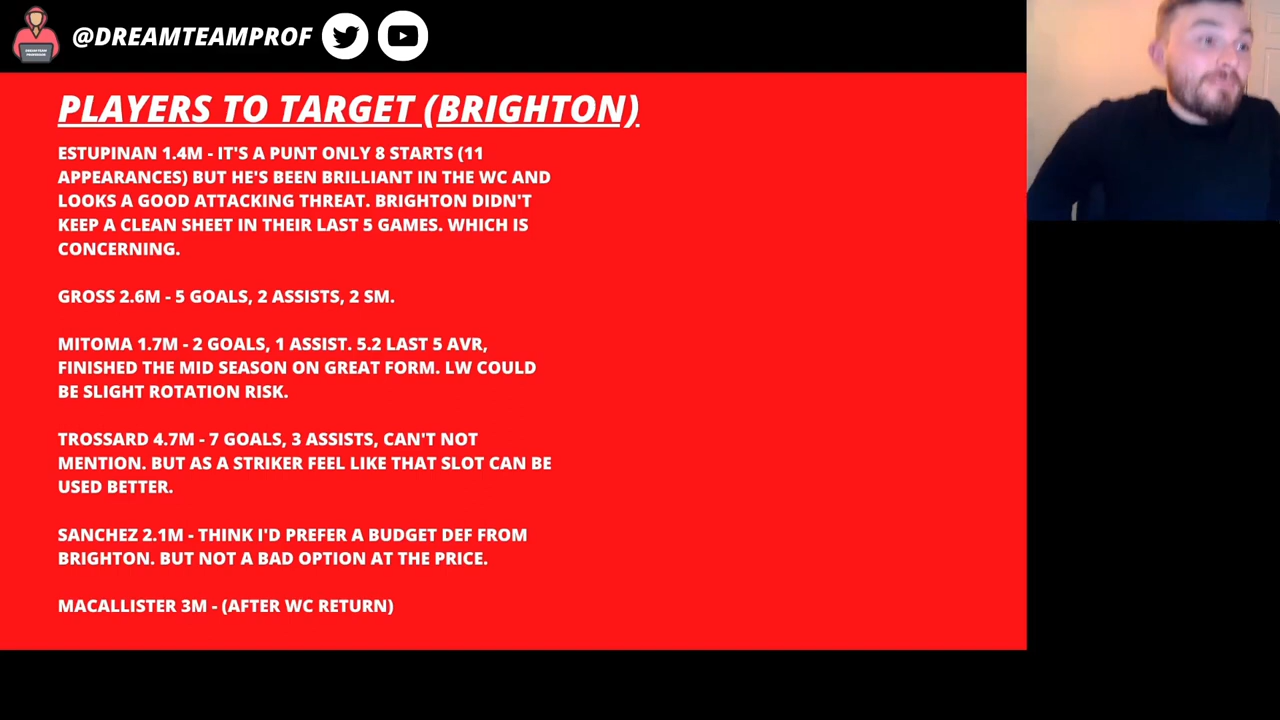 @DREAMTEAMPROF
PLAYERS TO TARGET (BRIGHTON)
ESTUPINAN 1.4M - IT'S A PUNT ONLY 8 STARTS (11
APPEARANCES) BUT HE'S BEEN BRILLIANT IN THE WC AND
LOOKS A GOOD ATTACKING THREAT. BRIGHTON DIDN'T
KEEP A CLEAN SHEET IN THEIR LAST 5 GAMES. WHICH IS
CONCERNING.
GROSS 2.6M - 5 GOALS, 2 ASSISTS, 2 SM.
MITOMA 1.7M - 2 GOALS, 1 ASSIST. 5.2 LAST 5 AVR,
FINISHED THE MID SEASON ON GREAT FORM. LW COULD
BE SLIGHT ROTATION RISK.
TROSSARD 4.7M - 7 GOALS, 3 ASSISTS, CAN'T NOT
MENTION. BUT AS A STRIKER FEEL LIKE THAT SLOT CAN BE
USED BETTER.
SANCHEZ 2.1M - THINK I'D PREFER A BUDGET DEF FROM
BRIGHTON. BUT NOT A BAD OPTION AT THE PRICE.
MACALLISTER 3M - (AFTER WC RETURN)